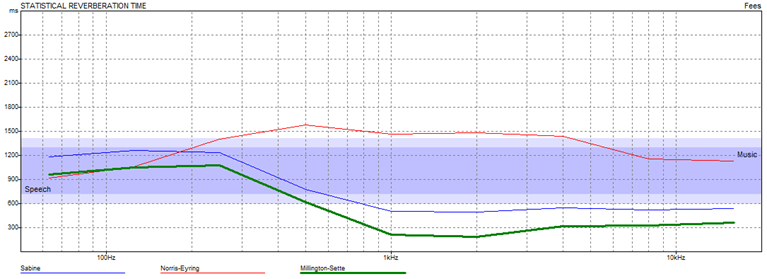 STATISTICAL REVERBERATION TIME Fees
ms
2700
2400
2100
1800
1500
1200 Music
900
Speech
600
300
100Hz 1kHz 10kHz
Sabine Norris-Eyring Millington-Sette